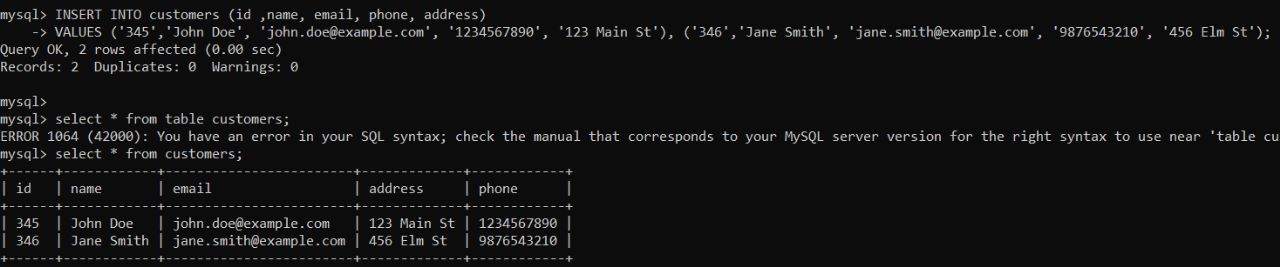 mysql> INSERT INTO customers (id ,name, email, phone, address)
    -> VALUES ('345','John Doe', 'john.doe@example.com', '1234567890', '123 Main St'), ('346','Jane Smith', 'jane.smith@example.com', '9876543210', '456 Elm St');
Query OK, 2 rows affected (0.00 sec)
Records: 2  Duplicates: 0  Warnings: 0
mysql>
mysql> select * from table customers;
ERROR 1064 (42000): You have an error in your SQL syntax; check the manual that corresponds to your MySQL server version for the right syntax to use near 'table cu
mysql> select * from customers;
+------+------------+------------------------+-------------+------------+
| id   | name       | email                  | address     | phone      |
+------+------------+------------------------+-------------+------------+
| 345  | John Doe   | john.doe@example.com   | 123 Main St | 1234567890 |
| 346  | Jane Smith | jane.smith@example.com | 456 Elm St  | 9876543210 |
+------+------------+------------------------+-------------+------------+